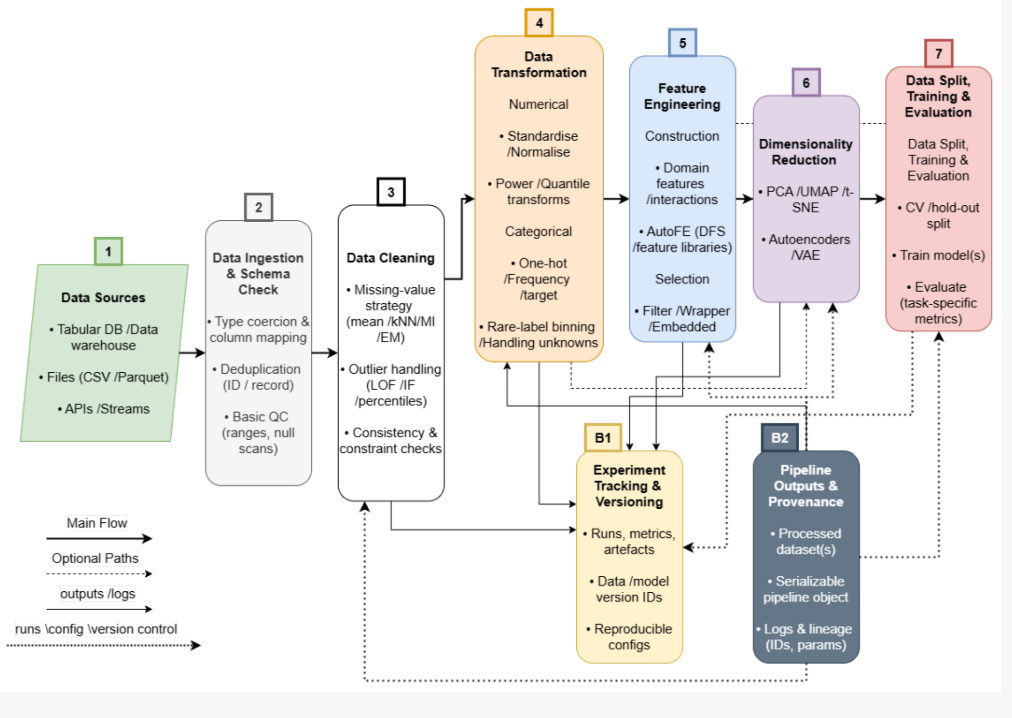 1
Data Sources
• Tabular DB /Data
warehouse
• Files (CSV /Parquet)
• APIs /Streams
2
Data Ingestion
& Schema
Check
• Type coercion &
column mapping
• Deduplication
(ID / record)
• Basic QC
(ranges, null
scans)
3
Data Cleaning
• Missing-value
strategy
(mean /kNN/MI
/EM)
• Outlier handling
(LOF /IF
/percentiles)
• Consistency &
constraint checks
4
Data
Transformation
Numerical
• Standardise
/Normalise
• Power /Quantile
transforms
Categorical
• One-hot
/Frequency
/target
• Rare-label binning
/Handling unknowns
5
Feature
Engineering
Construction
• Domain
features
/interactions
• AutoFE (DFS
/feature libraries)
Selection
• Filter /Wrapper
/Embedded
6
Dimensionality
Reduction
• PCA /UMAP /t-
SNE
• Autoencoders
/VAE
7
Data Split,
Training &
Evaluation
Data Split,
Training &
Evaluation
• CV /hold-out
split
• Train model(s)
• Evaluate
(task-specific
metrics)
B1
Experiment
Tracking &
Versioning
• Runs, metrics,
artefacts
• Data /model
version IDs
• Reproducible
configs
B2
Pipeline
Outputs &
Provenance
• Processed
dataset(s)
• Serializable
pipeline object
• Logs & lineage
(IDs, params)
Main Flow
Optional Paths
outputs /logs
runs \config \version control